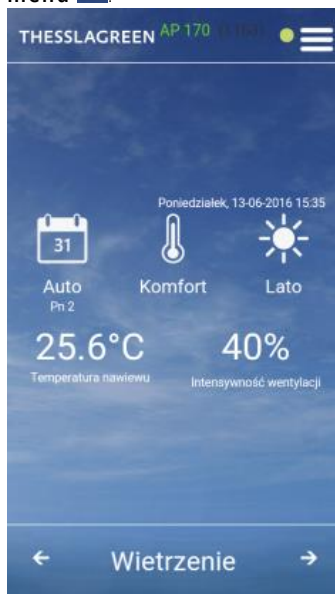 THESSLAGREEN AP 170
Poniedziałek, 13-06-2016 15:35
31
Auto Komfort Lato
Pn 2
25.6°C 40%
Temperatura nawiewu Intensywność wentylacji
Wietrzenie